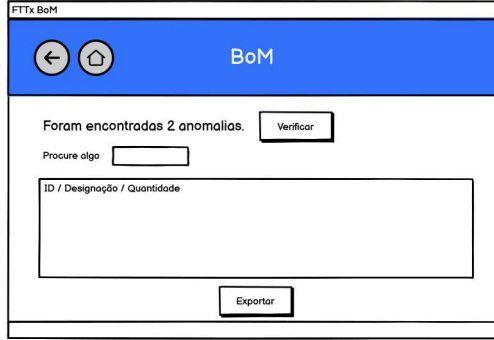 FTTx BoM
BoM
Foram encontradas 2 anomalias.
Verificar
Procure algo
ID / Designação / Quantidade
Exportar